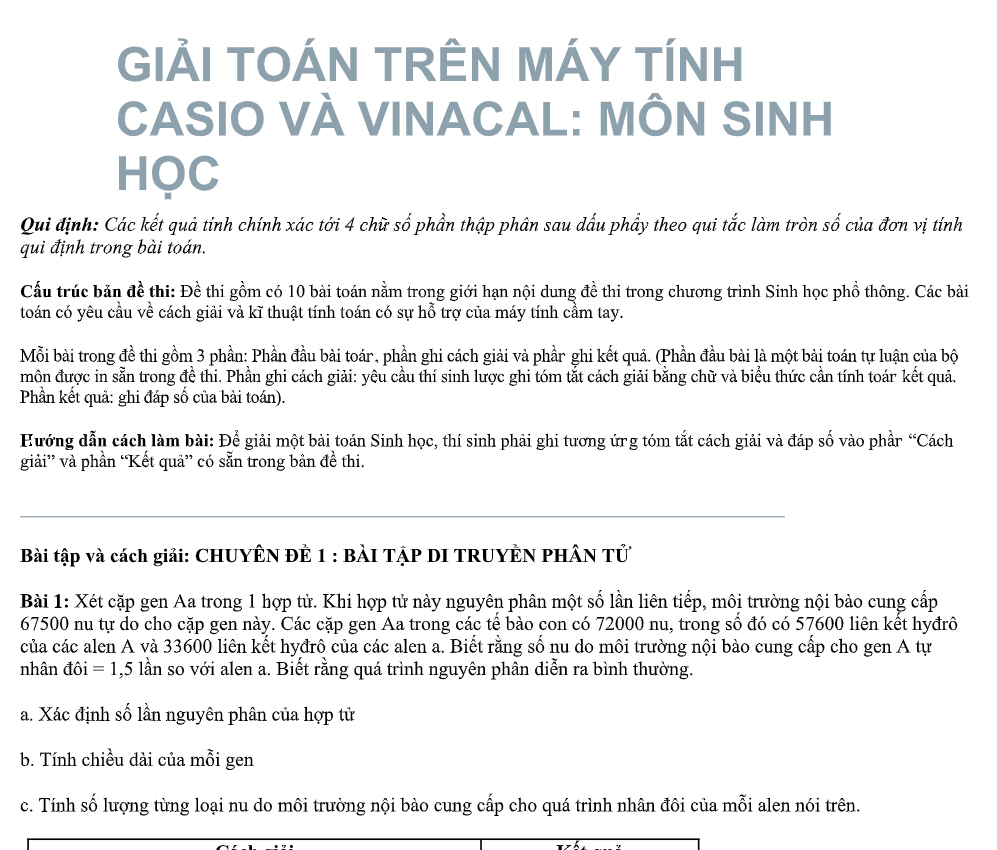 GIẢI TOÁN TRÊN MÁY TÍNH
CASIO VÀ VINACAL: MÔN SINH
HỌC
Qui định: Các kết quả tính chính xác tới 4 chữ số phần thập phân sau dấu phẩy theo qui tắc làm tròn số của đơn vị tính
qui định trong bài toán.
Cấu trúc bản đề thi: Đề thi gồm có 10 bài toán nằm trong giới hạn nội dung đề thi trong chương trình Sinh học phổ thông. Các bài
toán có yêu cầu về cách giải và kĩ thuật tính toán có sự hỗ trợ của máy tính cầm tay.
Mỗi bài trong đề thi gồm 3 phần: Phần đầu bài toán, phần ghi cách giải và phần ghi kết quả. (Phần đầu bài là một bài toán tự luận của bộ
môn được in sẵn trong đề thi. Phần ghi cách giải: yêu cầu thí sinh lược ghi tóm tắt cách giải bằng chữ và biểu thức cần tính toán kết quả.
Phần kết quả: ghi đáp số của bài toán).
Hướng dẫn cách làm bài: Để giải một bài toán Sinh học, thí sinh phải ghi tương ứng tóm tắt cách giải và đáp số vào phần “Cách
giải” và phần “Kết quả” có sẵn trong bản đề thi.
Bài tập và cách giải: CHUYÊN ĐỀ 1 : BÀI TẬP DI TRUYỀN PHÂN TỬ
Bài 1: Xét cặp gen Aa trong 1 hợp tử. Khi hợp tử này nguyên phân một số lần liên tiếp, môi trường nội bào cung cấp
67500 nu tự do cho cặp gen này. Các cặp gen Aa trong các tế bào con có 72000 nu, trong số đó có 57600 liên kết hyđrô
của các alen A và 33600 liên kết hyđrô của các alen a. Biết rằng số nu do môi trường nội bào cung cấp cho gen A tự
nhân đôi = 1,5 lần so với alen a. Biết rằng quá trình nguyên phân diễn ra bình thường.
a. Xác định số lần nguyên phân của hợp tử
b. Tính chiều dài của mỗi gen
c. Tính số lượng từng loại nu do môi trường nội bào cung cấp cho quá trình nhân đôi của mỗi alen nói trên.
Cách giải Kết quả